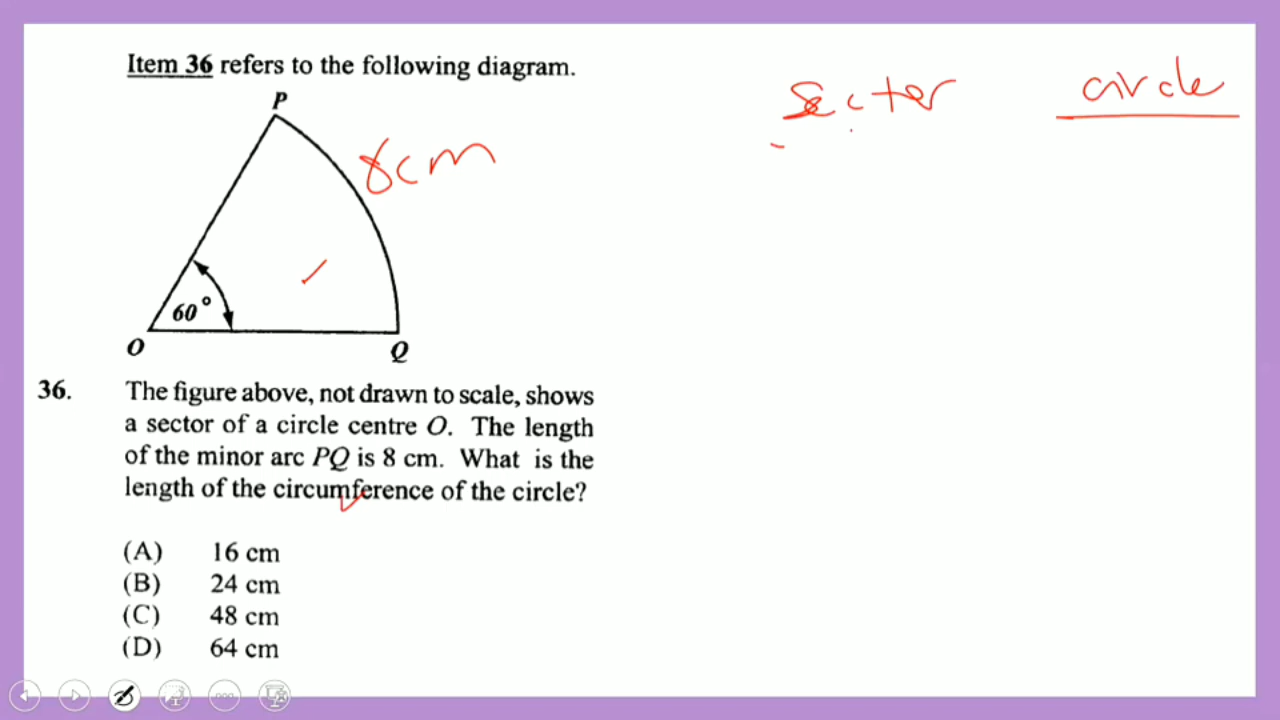 Item 36 refers to the following diagram.
sector circle
P
8cm
60°
O
Q
36. The figure above, not drawn to scale, shows
a sector of a circle centre O. The length
of the minor arc PQ is 8 cm. What is the
length of the circumference of the circle?
(A) 16 cm
(B) 24 cm
(C) 48 cm
(D) 64 cm